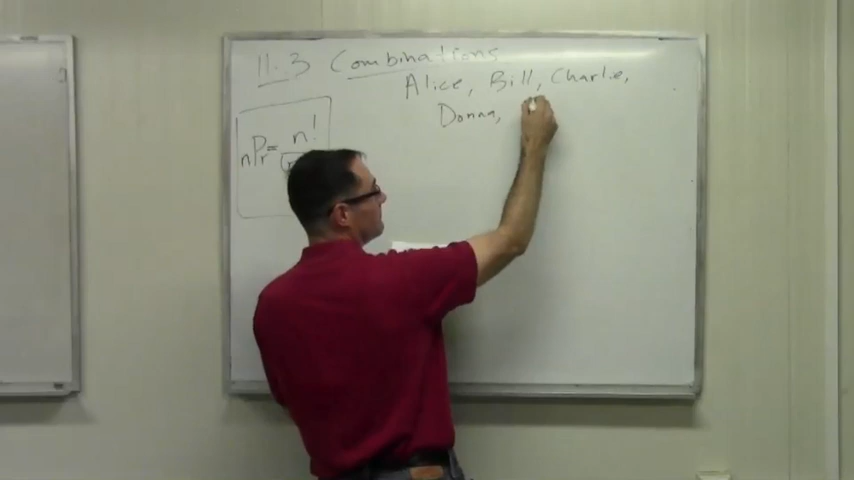 11.3 Combinations
Alice, Bill, Charlie,
Donna,
nPr= n!